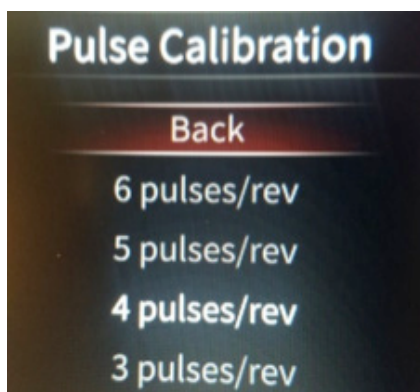 Pulse Calibration
Back
6 pulses/rev
5 pulses/rev
4 pulses/rev
3 pulses/rev